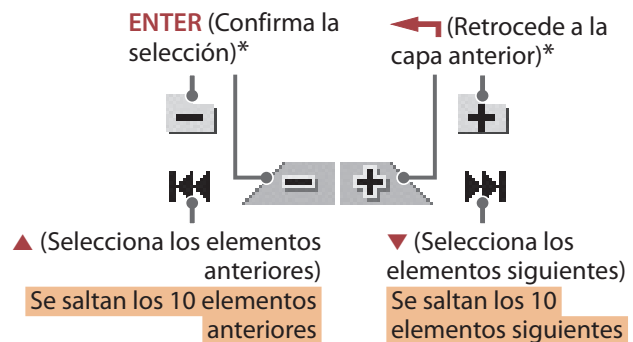 ENTER (Confirma la
selección)*
(Retrocede a la
capa anterior)*
▲ (Selecciona los elementos
anteriores)
Se saltan los 10 elementos
anteriores
▼ (Selecciona los
elementos siguientes)
Se saltan los 10
elementos siguientes